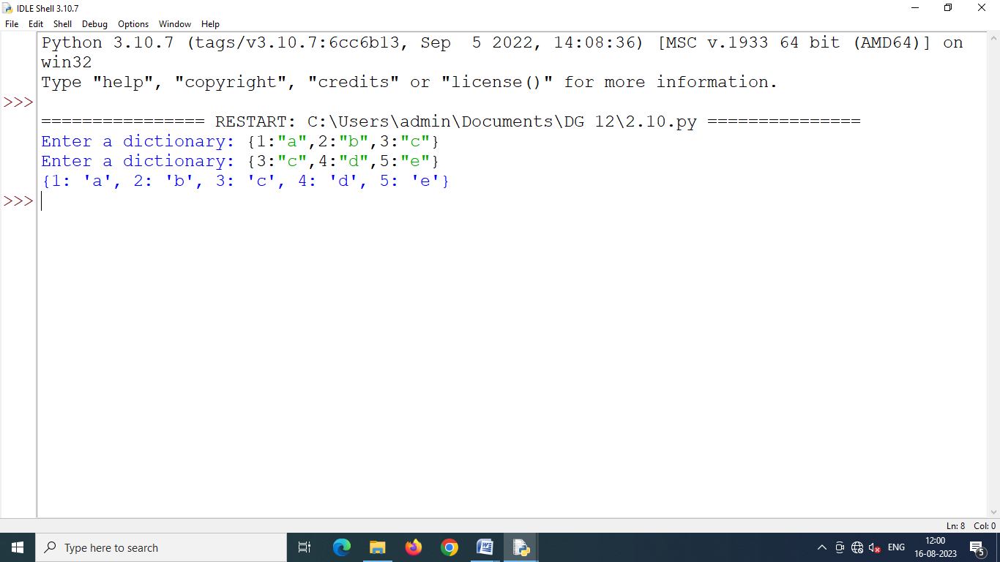 IDLE Shell 3.10.7
File Edit Shell Debug Options Window Help
Python 3.10.7 (tags/v3.10.7:6cc6b13, Sep  5 2022, 14:08:36) [MSC v.1933 64 bit (AMD64)] on
win32
Type "help", "copyright", "credits" or "license()" for more information.
>>>
================ RESTART: C:\Users\admin\Documents\DG 12\2.10.py ===============
Enter a dictionary: {1:"a",2:"b",3:"c"}
Enter a dictionary: {3:"c",4:"d",5:"e"}
{1: 'a', 2: 'b', 3: 'c', 4: 'd', 5: 'e'}
>>>
Ln: 8 Col: 0
Type here to search
ENG
12:00
16-08-2023
5